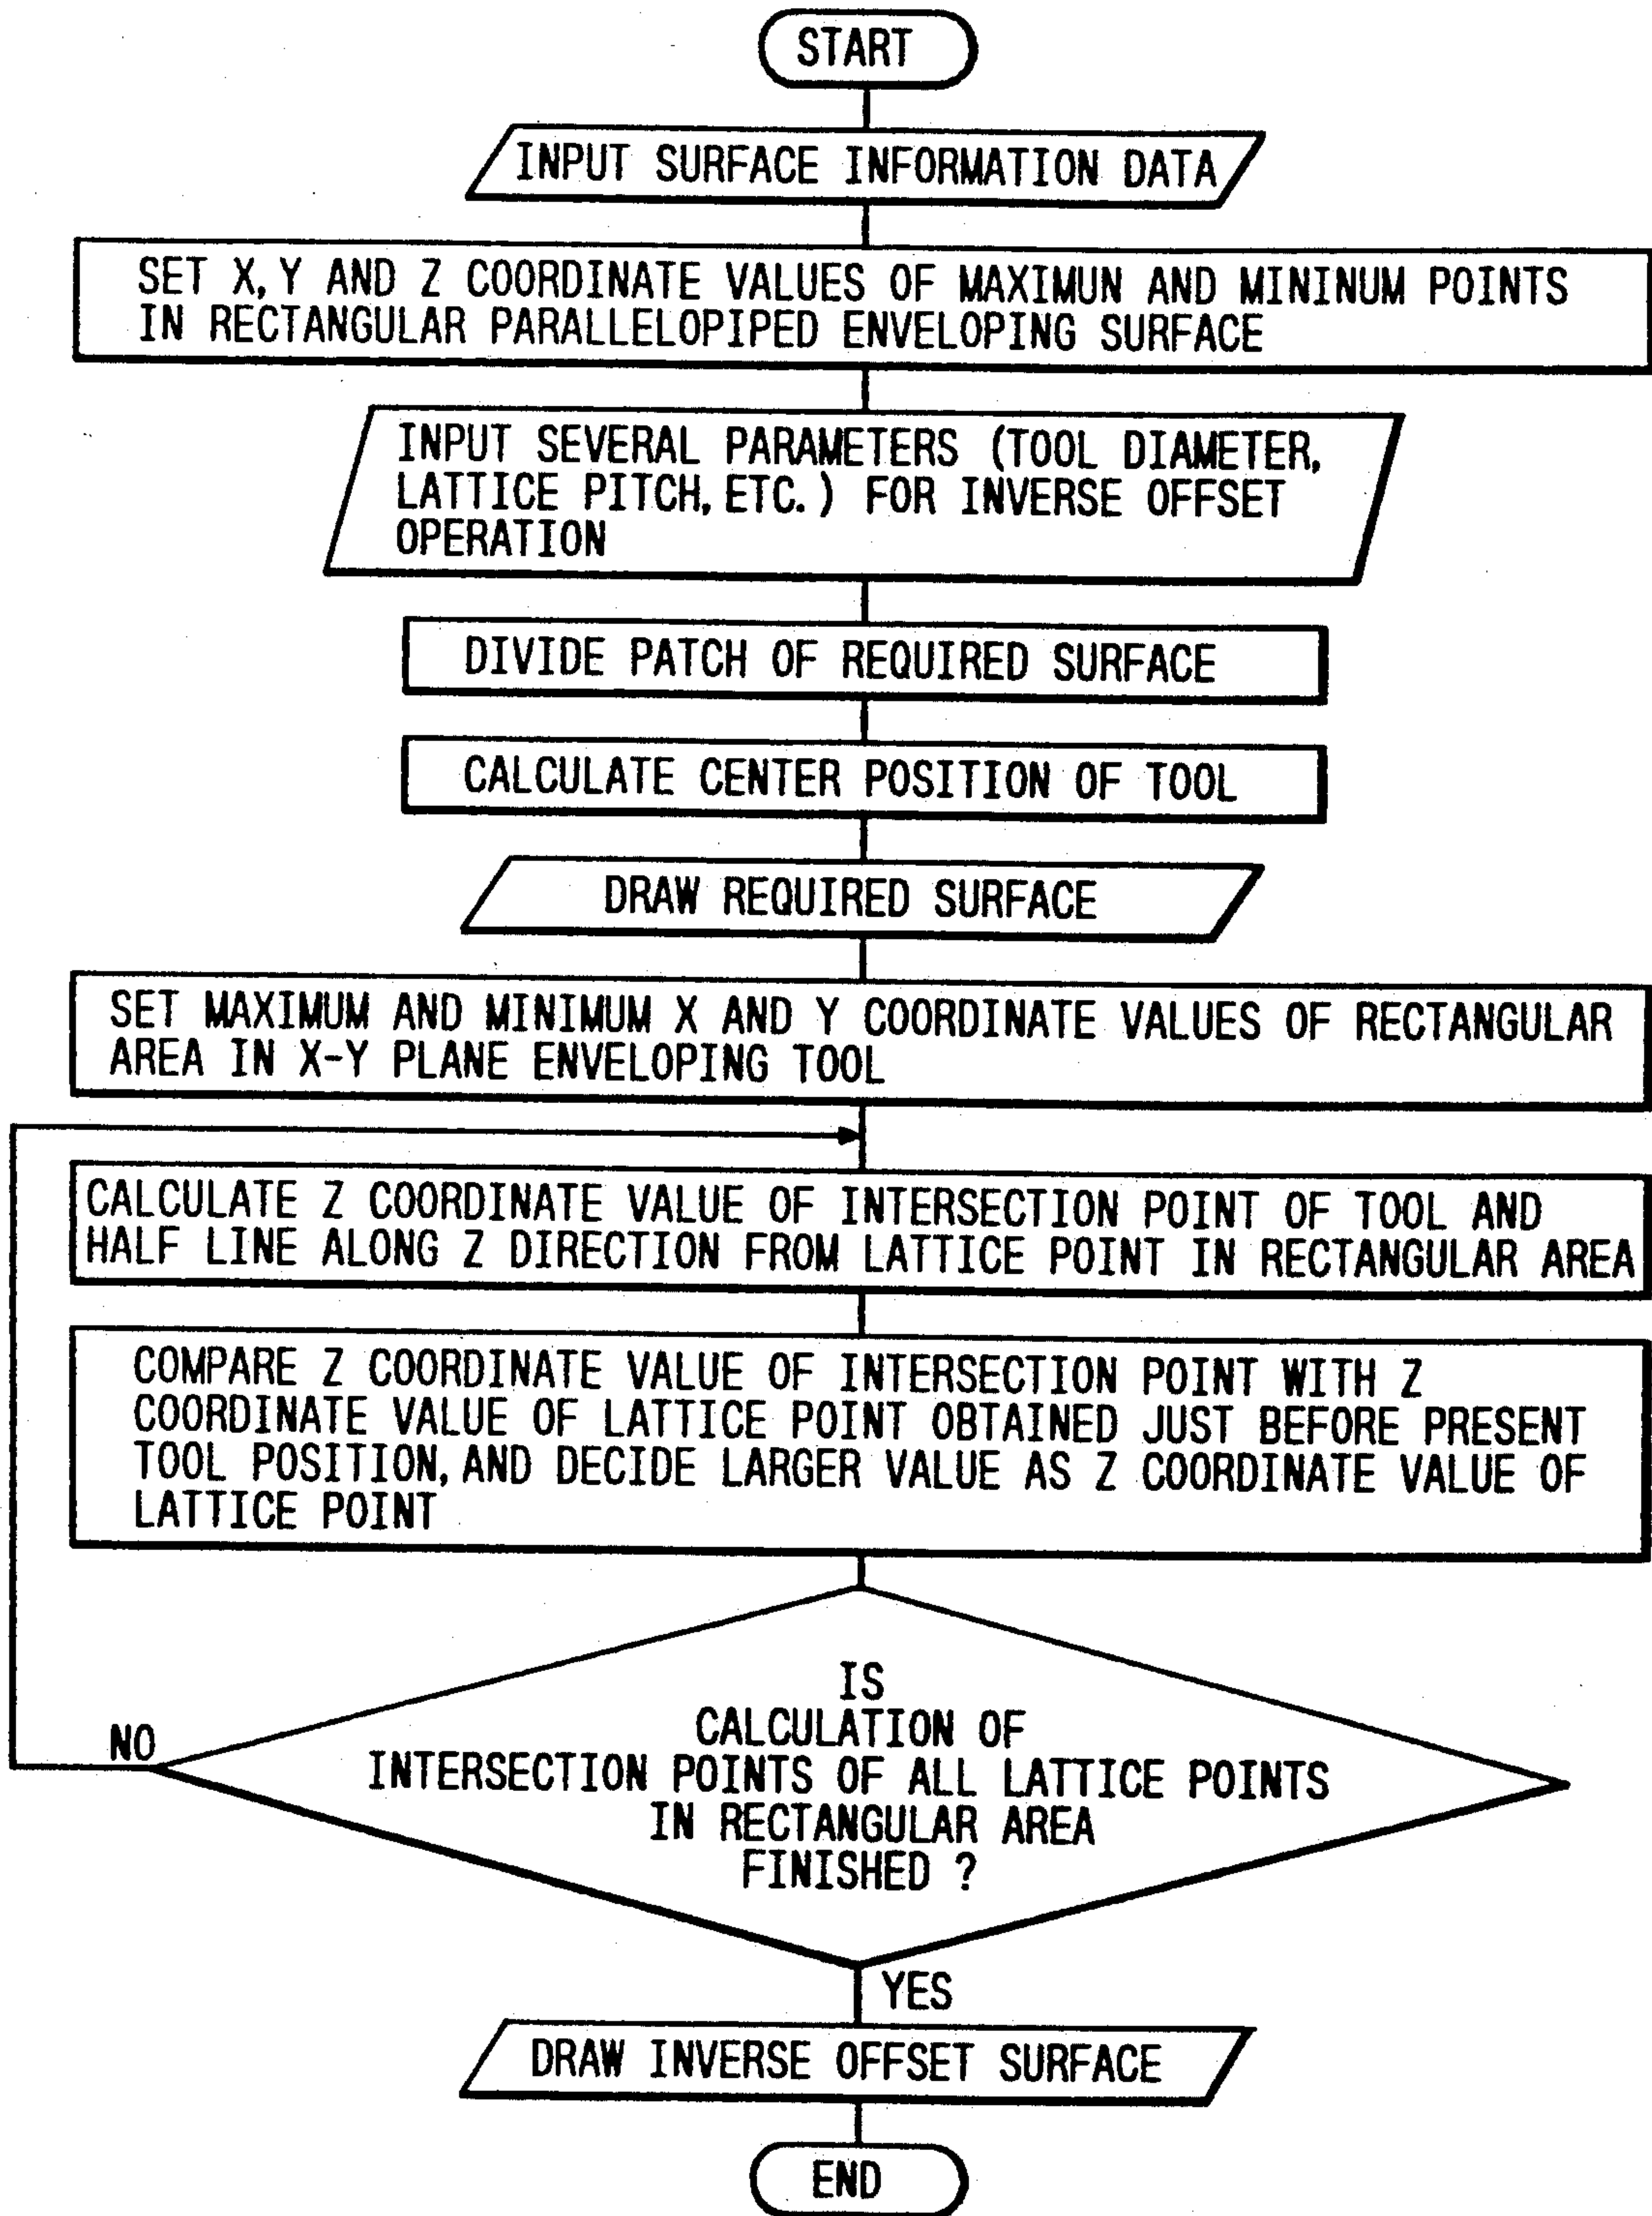 START
INPUT SURFACE INFORMATION DATA
SET X, Y AND Z COORDINATE VALUES OF MAXIMUN AND MININUM POINTS
IN RECTANGULAR PARALLELOPIPED ENVELOPING SURFACE
INPUT SEVERAL PARAMETERS (TOOL DIAMETER,
LATTICE PITCH, ETC.) FOR INVERSE OFFSET
OPERATION
DIVIDE PATCH OF REQUIRED SURFACE
CALCULATE CENTER POSITION OF TOOL
DRAW REQUIRED SURFACE
SET MAXIMUM AND MINIMUM X AND Y COORDINATE VALUES OF RECTANGULAR
AREA IN X-Y PLANE ENVELOPING TOOL
CALCULATE Z COORDINATE VALUE OF INTERSECTION POINT OF TOOL AND
HALF LINE ALONG Z DIRECTION FROM LATTICE POINT IN RECTANGULAR AREA
COMPARE Z COORDINATE VALUE OF INTERSECTION POINT WITH Z
COORDINATE VALUE OF LATTICE POINT OBTAINED JUST BEFORE PRESENT
TOOL POSITION, AND DECIDE LARGER VALUE AS Z COORDINATE VALUE OF
LATTICE POINT
IS
CALCULATION OF
INTERSECTION POINTS OF ALL LATTICE POINTS
IN RECTANGULAR AREA
FINISHED ?
NO
YES
DRAW INVERSE OFFSET SURFACE
END